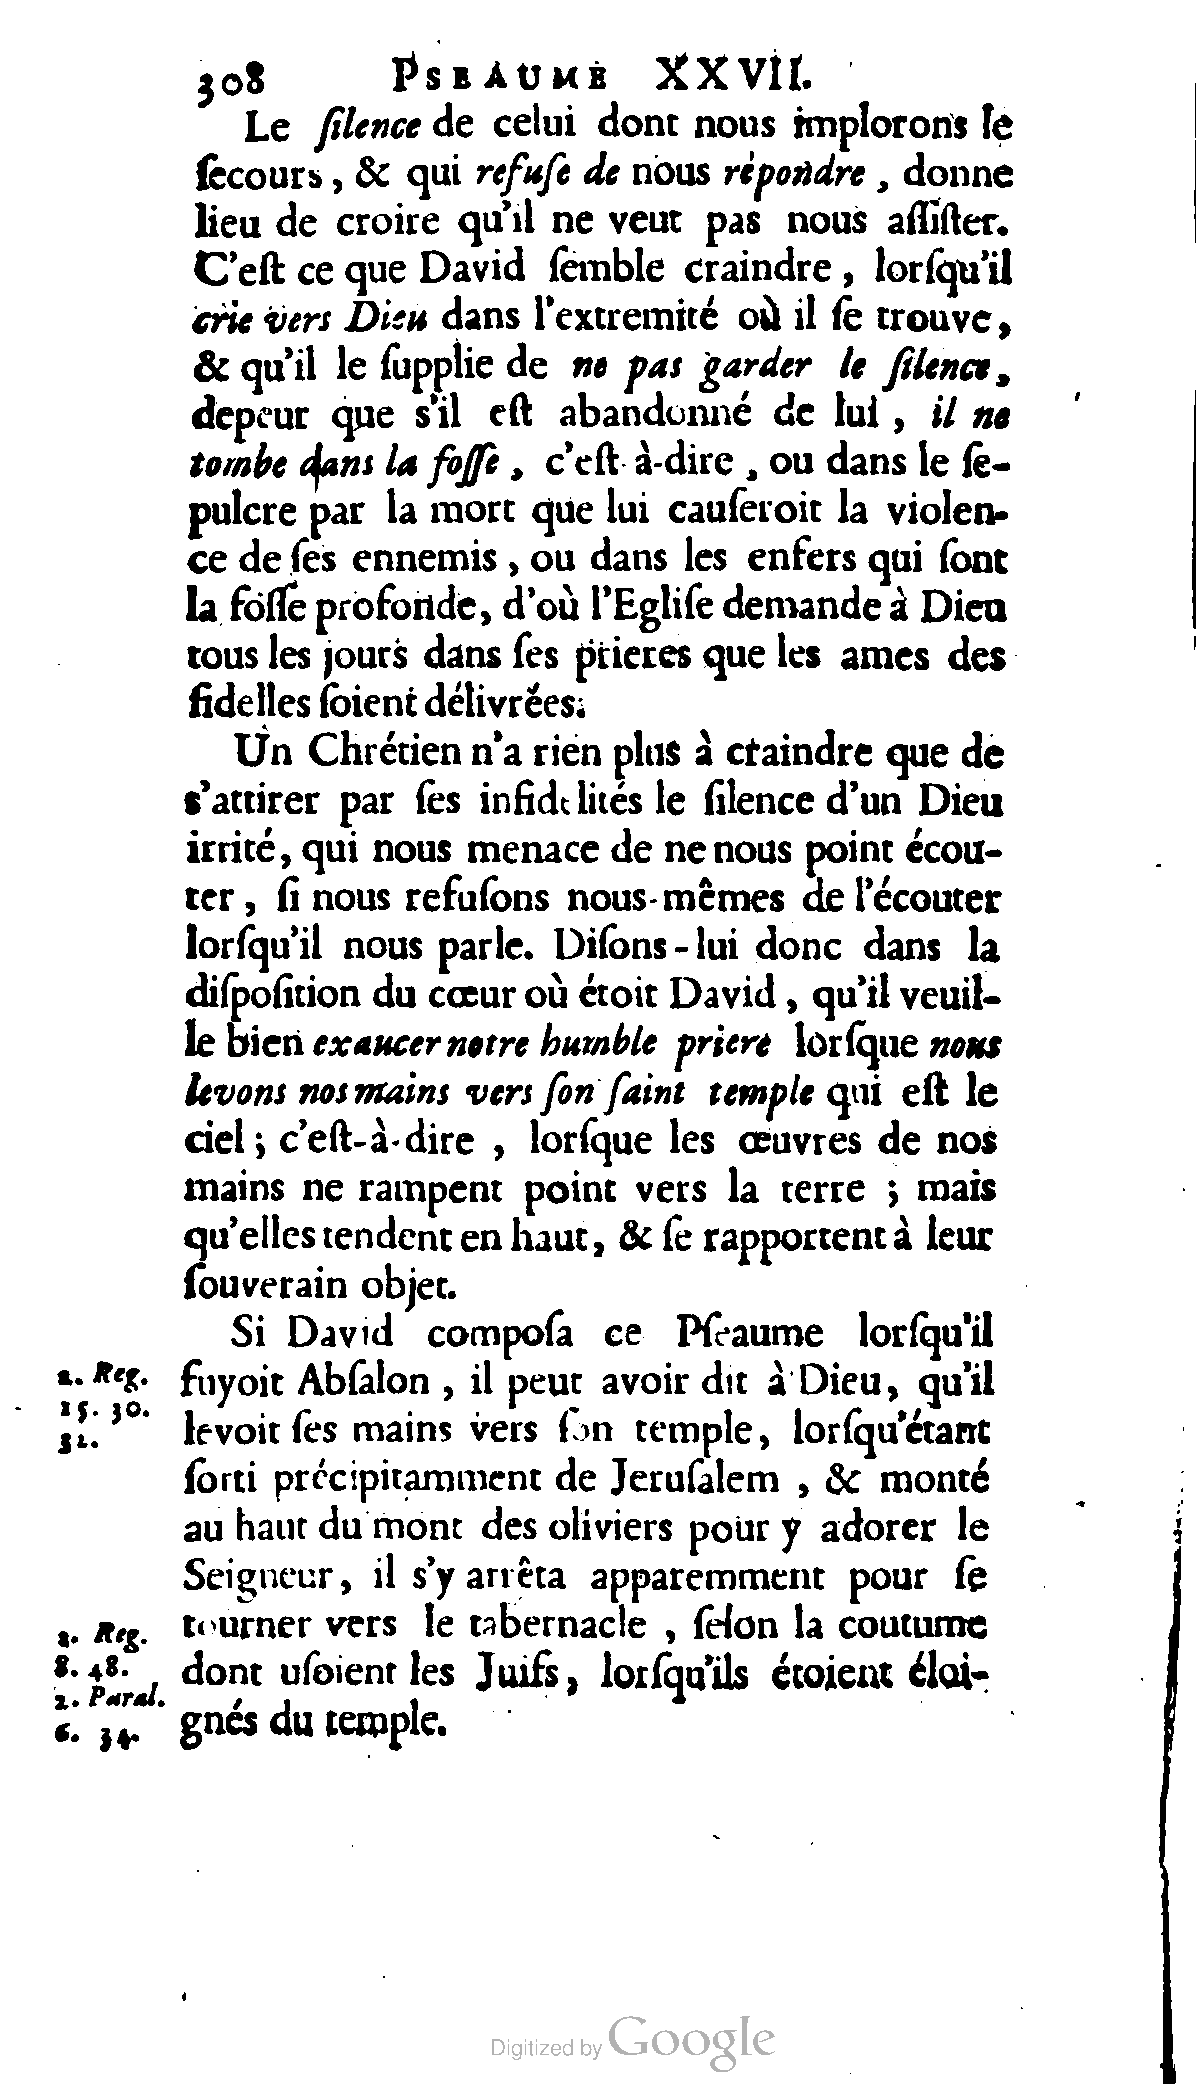 308 PSEAUME XXVII.
Le ſilence de celui dont nous implorons le
ſecours, & qui refuſe de nous répondre, donne
lieu de croire qu'il ne veut pas nous aſſiſter.
C'eſt ce que David ſemble craindre, lorſqu'il
crie vers Dieu dans l'extremité où il ſe trouve,
& qu'il le ſupplie de ne pas garder le ſilence,
depeur que s'il eſt abandonné de lui, il ne
tombe dans la foſſe, c'eſt-à-dire, ou dans le ſe-
pulcre par la mort que lui cauſeroit la violen-
ce de ſes ennemis, ou dans les enfers qui ſont
la foſſe profonde, d'où l'Egliſe demande à Dieu
tous les jours dans ſes prieres que les ames des
fidelles ſoient délivrées.
Un Chrétien n'a rien plus à craindre que de
s'attirer par ſes infidelités le ſilence d'un Dieu
irrité, qui nous menace de ne nous point écou-
ter, ſi nous refuſons nous-mêmes de l'écouter
lorſqu'il nous parle. Diſons-lui donc dans la
diſpoſition du cœur où étoit David, qu'il veuil-
le bien exaucer notre humble priere lorſque nous
levons nos mains vers ſon ſaint temple qui eſt le
ciel; c'eſt-à-dire, lorſque les œuvres de nos
mains ne rampent point vers la terre; mais
qu'elles tendent en haut, & ſe rapportent à leur
ſouverain objet.
Si David compoſa ce Pſeaume lorſqu'il
2. Reg. fuyoit Abſalon, il peut avoir dit à Dieu, qu'il
15. 30.
32. levoit ſes mains vers ſon temple, lorſqu'étant
ſorti précipitamment de Jeruſalem, & monté
au haut du mont des oliviers pour y adorer le
Seigneur, il s'y arrêta apparemment pour ſe
2. Reg. tourner vers le tabernacle, ſelon la coutume
8. 48. dont uſoient les Juifs, lorſqu'ils étoient éloi-
2. Paral.
6. 34. gnés du temple.
Digitized by Google